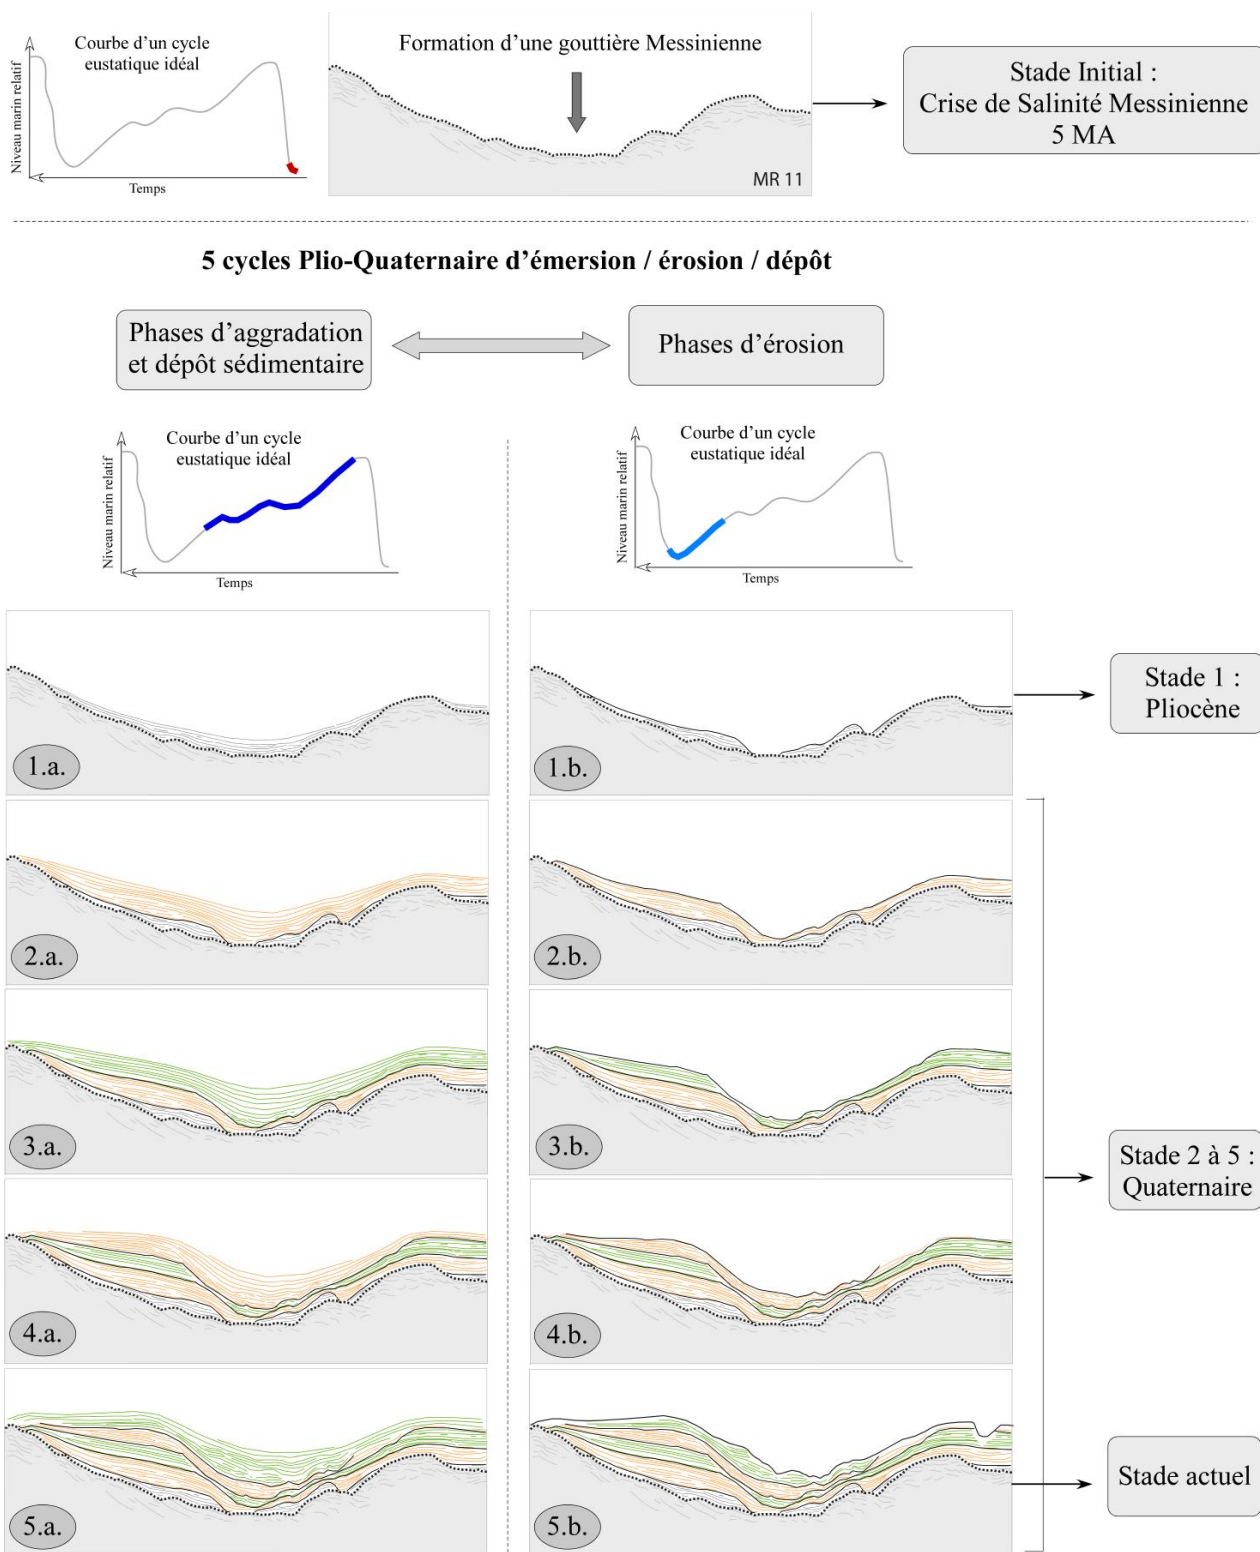 Courbe d'un cycle
eustatique idéal
Niveau marin relatif
Temps
Formation d'une gouttière Messinienne
MR 11
Stade Initial :
Crise de Salinité Messinienne
5 MA
5 cycles Plio-Quaternaire d'émersion / érosion / dépôt
Phases d'aggradation
et dépôt sédimentaire
Phases d'érosion
Courbe d'un cycle
eustatique idéal
Niveau marin relatif
Temps
Courbe d'un cycle
eustatique idéal
Niveau marin relatif
Temps
1.a.
1.b.
Stade 1 :
Pliocène
2.a.
2.b.
3.a.
3.b.
Stade 2 à 5 :
Quaternaire
4.a.
4.b.
5.a.
5.b.
Stade actuel